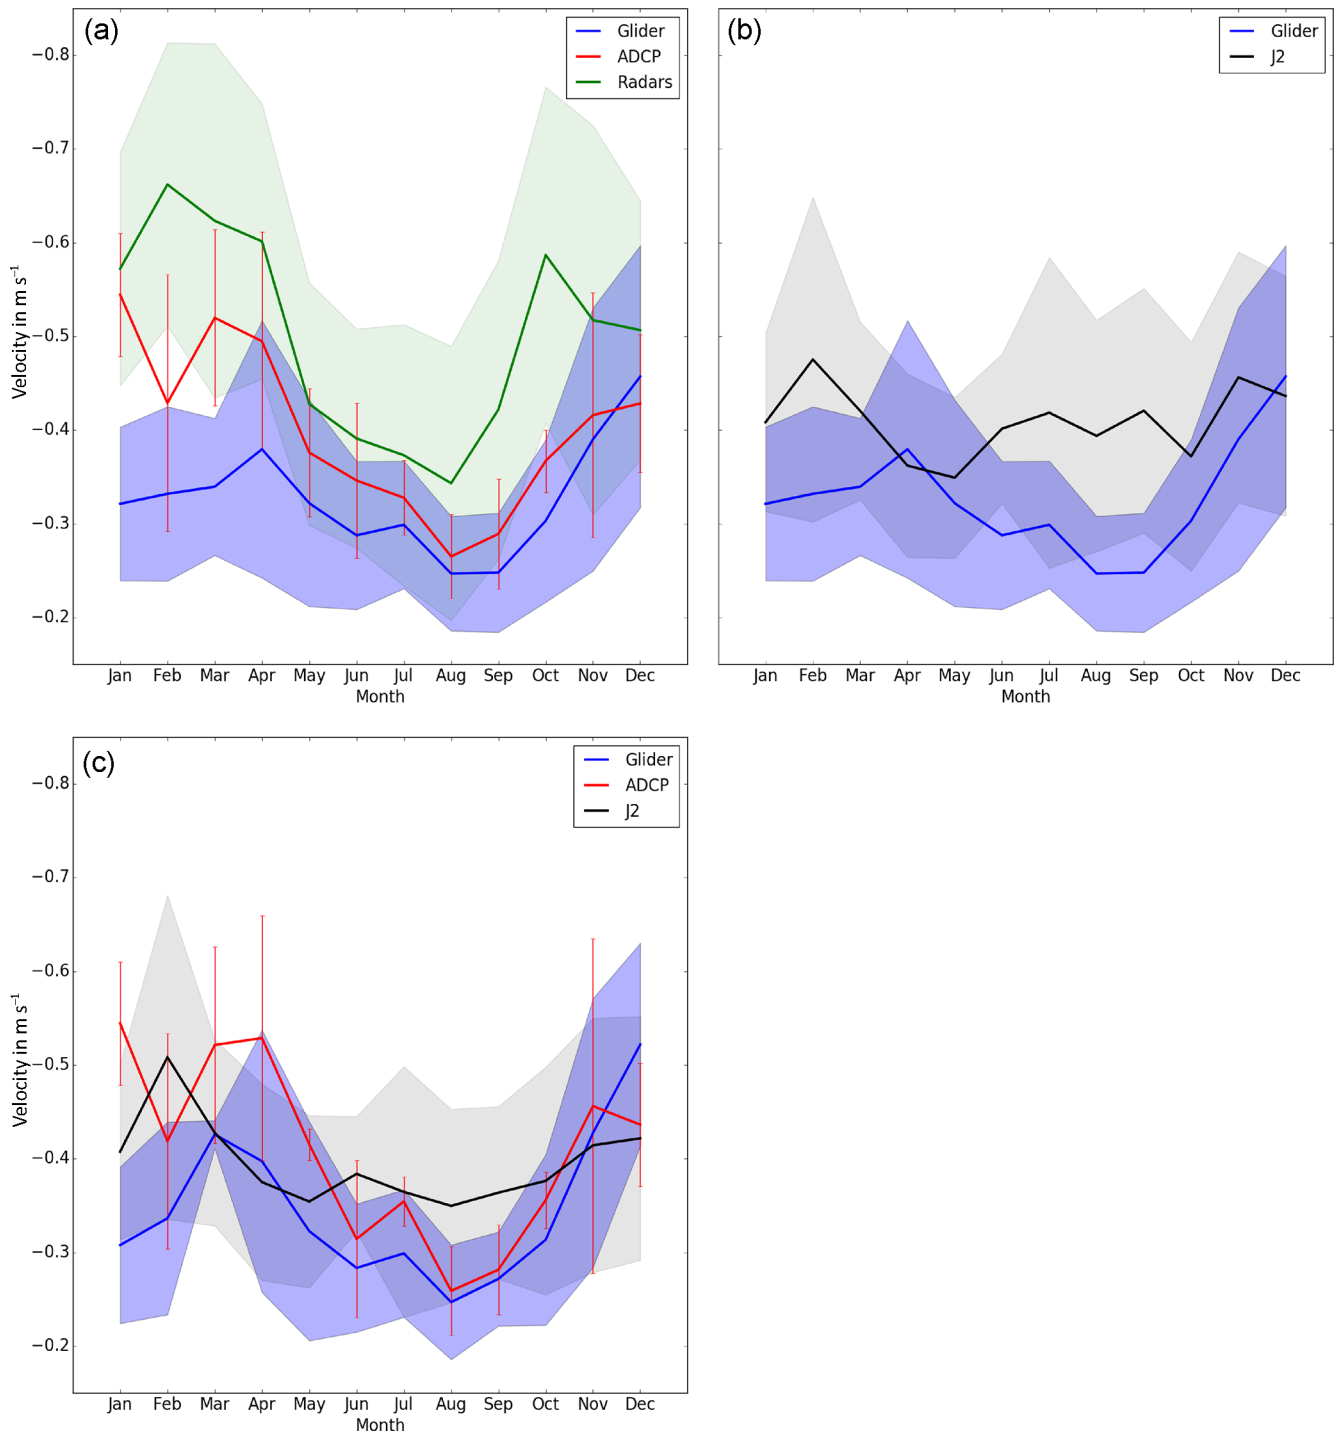 (a)
Glider
ADCP
Radars
−0.8
−0.7
−0.6
−0.5
−0.4
−0.3
−0.2
Velocity in m s⁻¹
Jan Feb Mar Apr May Jun Jul Aug Sep Oct Nov Dec
Month
(b)
Glider
J2
Jan Feb Mar Apr May Jun Jul Aug Sep Oct Nov Dec
Month
(c)
Glider
ADCP
J2
−0.8
−0.7
−0.6
−0.5
−0.4
−0.3
−0.2
Velocity in m s⁻¹
Jan Feb Mar Apr May Jun Jul Aug Sep Oct Nov Dec
Month